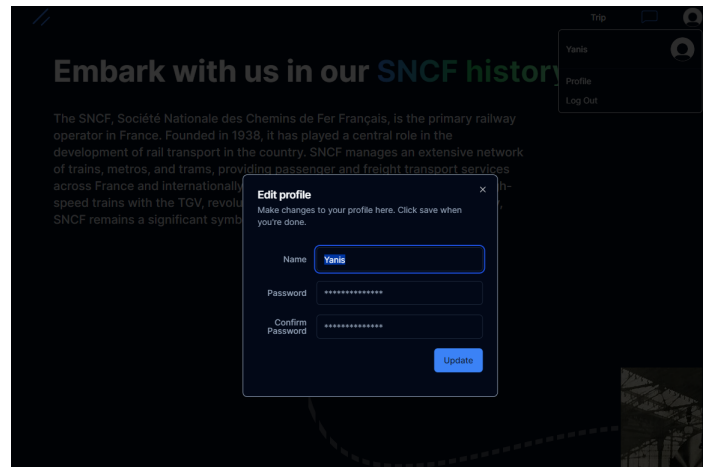 Trip
Yanis
Profile
Log Out
Embark with us in our SNCF history
The SNCF, Société Nationale des Chemins de Fer Français, is the primary railway
operator in France. Founded in 1938, it has played a central role in the
development of rail transport in the country. SNCF manages an extensive network
of trains, metros, and trams, providing passenger and freight transport services
across France and internationally
speed trains with the TGV,
SNCF remains a significant
Edit profile
Make changes to your profile here. Click save when
you're done.
Name
Yanis
Password
**************
Confirm
Password
**************
Update